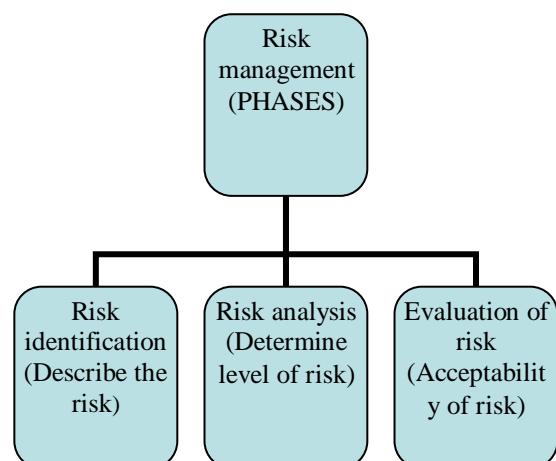 Risk
management
(PHASES)
Risk
identification
(Describe the
risk)
Risk analysis
(Determine
level of risk)
Evaluation of
risk
(Acceptabilit
y of risk)